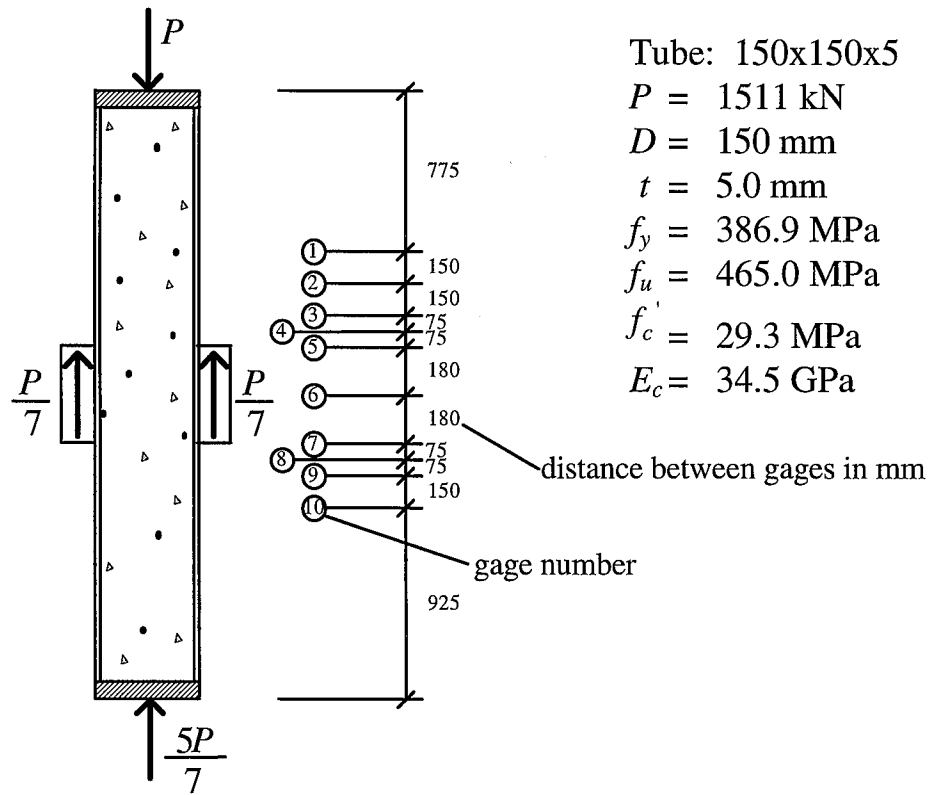 P
Tube: 150x150x5
P = 1511 kN
D = 150 mm
t = 5.0 mm
f_y = 386.9 MPa
f_u = 465.0 MPa
f_c' = 29.3 MPa
E_c = 34.5 GPa
775
1
150
2
150
3
75
4
75
5
180
P/7
P/7
6
180
7
75
8
75
9
150
10
distance between gages in mm
gage number
925
5P/7